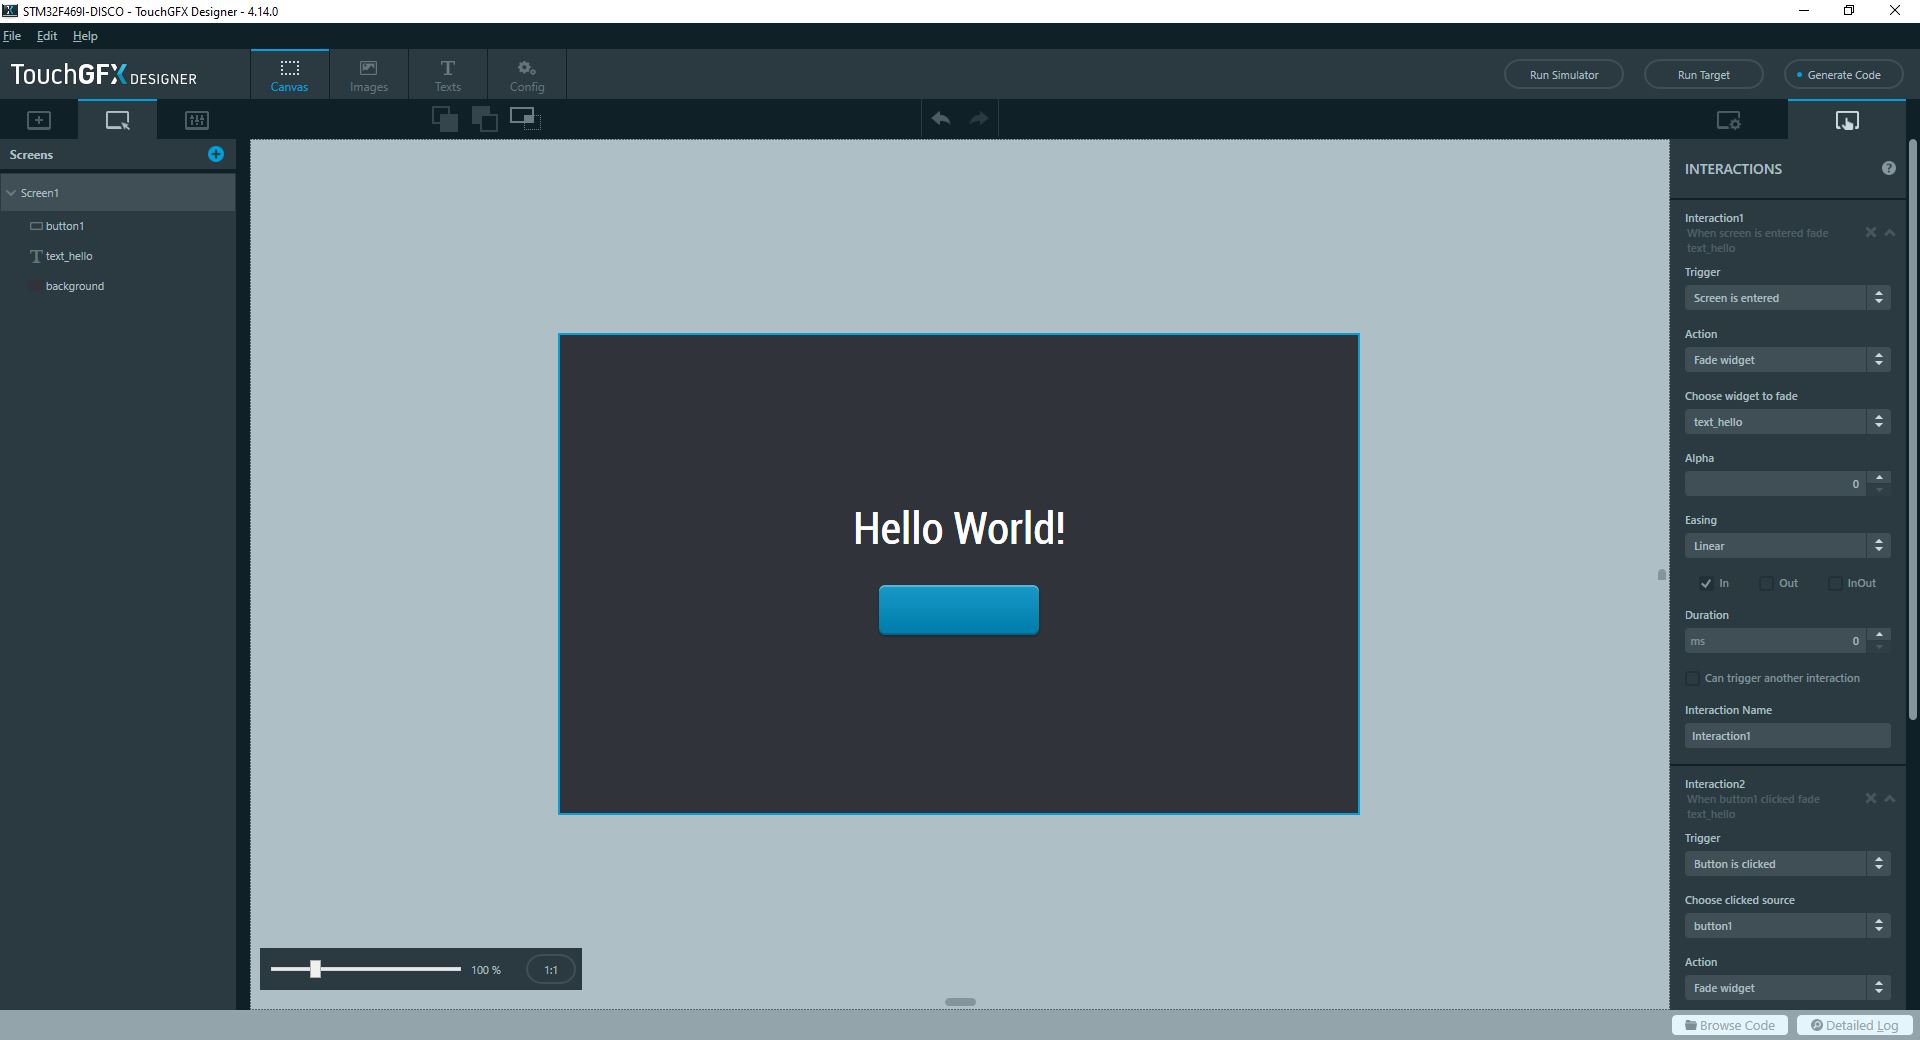 STM32F469I-DISCO - TouchGFX Designer - 4.14.0
File Edit Help
TouchGFX DESIGNER
Canvas
Images
Texts
Config
Run Simulator
Run Target
Generate Code
Screens
Screen1
button1
text_hello
background
Hello World!
100 %
1:1
INTERACTIONS
Interaction1
When screen is entered fade
text_hello
Trigger
Screen is entered
Action
Fade widget
Choose widget to fade
text_hello
Alpha
0
Easing
Linear
In Out InOut
Duration
ms 0
Can trigger another interaction
Interaction Name
Interaction1
Interaction2
When button1 clicked fade
text_hello
Trigger
Button is clicked
Choose clicked source
button1
Action
Fade widget
Browse Code
Detailed Log